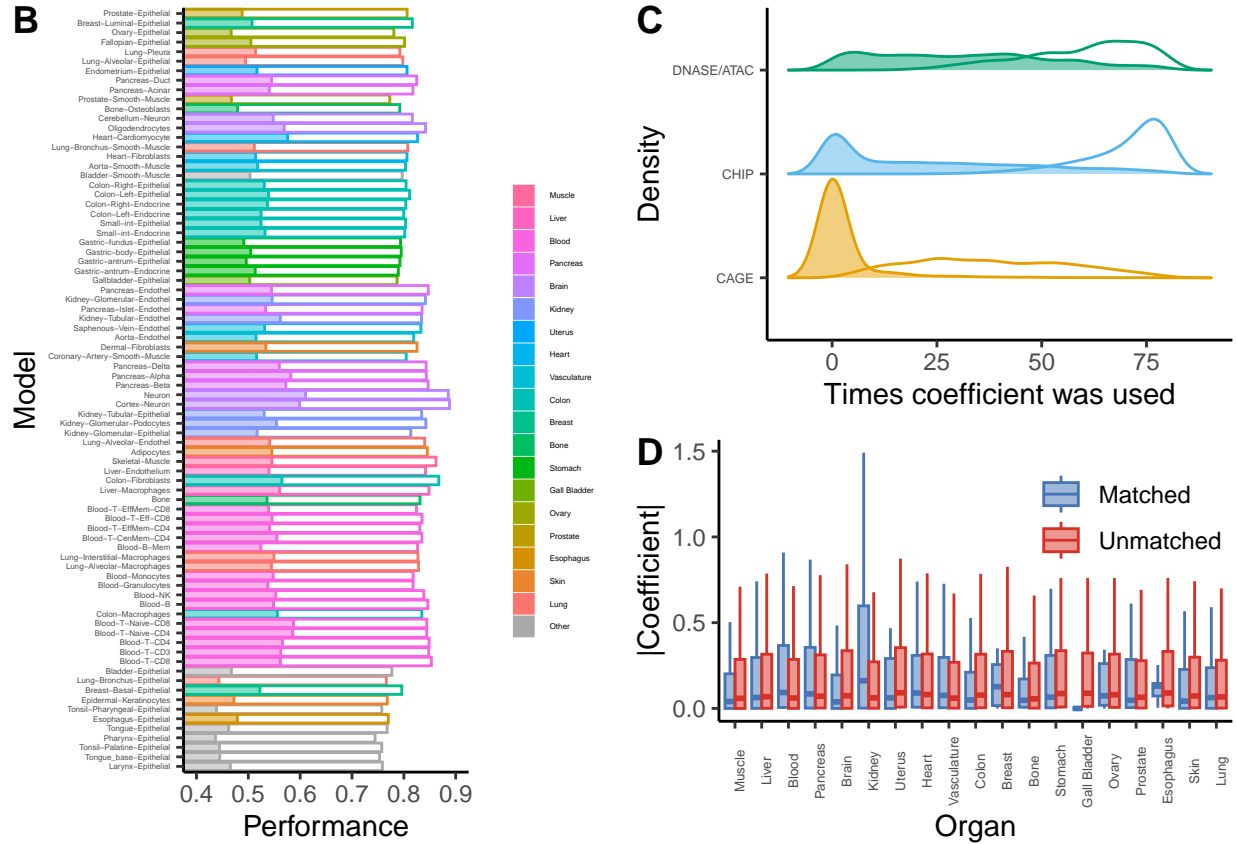 B
Prostate−Epithelial
Breast−Luminal−Epithelial
Ovary−Epithelial
Fallopian−Epithelial
Lung−Pleura
Lung−Alveolar−Epithelial
Endometrium−Epithelial
Pancreas−Duct
Pancreas−Acinar
Prostate−Smooth−Muscle
Bone−Osteoblasts
Cerebellum−Neuron
Oligodendrocytes
Heart−Cardiomyocyte
Lung−Bronchus−Smooth−Muscle
Heart−Fibroblasts
Aorta−Smooth−Muscle
Bladder−Smooth−Muscle
Colon−Right−Epithelial
Colon−Left−Epithelial
Colon−Right−Endocrine
Colon−Left−Endocrine
Small−int−Epithelial
Small−int−Endocrine
Gastric−fundus−Epithelial
Gastric−body−Epithelial
Gastric−antrum−Epithelial
Gastric−antrum−Endocrine
Gallbladder−Epithelial
Pancreas−Endothel
Kidney−Glomerular−Endothel
Pancreas−Islet−Endothel
Kidney−Tubular−Endothel
Saphenous−Vein−Endothel
Aorta−Endothel
Dermal−Fibroblasts
Coronary−Artery−Smooth−Muscle
Pancreas−Delta
Pancreas−Alpha
Pancreas−Beta
Neuron
Cortex−Neuron
Kidney−Tubular−Epithelial
Kidney−Glomerular−Podocytes
Kidney−Glomerular−Epithelial
Lung−Alveolar−Endothel
Adipocytes
Skeletal−Muscle
Liver−Endothelium
Colon−Fibroblasts
Liver−Macrophages
Bone
Blood−T−EffMem−CD8
Blood−T−Eff−CD8
Blood−T−EffMem−CD4
Blood−T−CenMem−CD4
Blood−B−Mem
Lung−Interstitial−Macrophages
Lung−Alveolar−Macrophages
Blood−Monocytes
Blood−Granulocytes
Blood−NK
Blood−B
Colon−Macrophages
Blood−T−Naive−CD8
Blood−T−Naive−CD4
Blood−T−CD4
Blood−T−CD3
Blood−T−CD8
Bladder−Epithelial
Lung−Bronchus−Epithelial
Breast−Basal−Epithelial
Epidermal−Keratinocytes
Tonsil−Pharyngeal−Epithelial
Esophagus−Epithelial
Tongue−Epithelial
Pharynx−Epithelial
Tonsil−Palatine−Epithelial
Tongue_base−Epithelial
Larynx−Epithelial
Model
0.4 0.5 0.6 0.7 0.8 0.9
Performance
Muscle
Liver
Blood
Pancreas
Brain
Kidney
Uterus
Heart
Vasculature
Colon
Breast
Bone
Stomach
Gall Bladder
Ovary
Prostate
Esophagus
Skin
Lung
Other
C
Density
DNASE/ATAC
CHIP
CAGE
0 25 50 75
Times coefficient was used
D
|Coefficient|
1.5
1.0
0.5
0.0
Matched
Unmatched
Muscle
Liver
Blood
Pancreas
Brain
Kidney
Uterus
Heart
Vasculature
Colon
Breast
Bone
Stomach
Gall Bladder
Ovary
Prostate
Esophagus
Skin
Lung
Organ